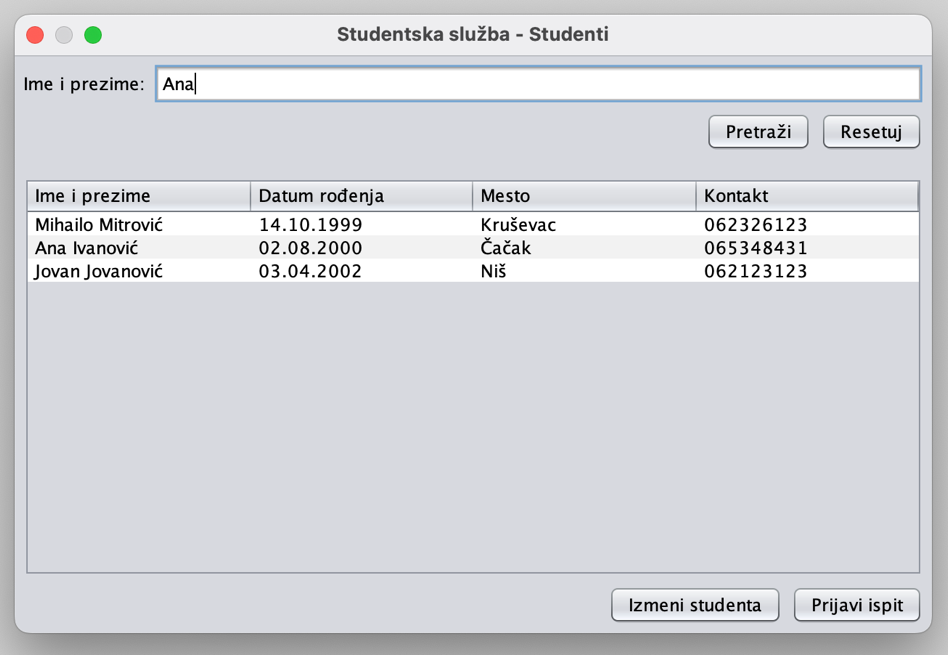 Studentska služba - Studenti
Ime i prezime: Ana
Pretraži Resetuj
Ime i prezime Datum rođenja Mesto Kontakt
Mihailo Mitrović 14.10.1999 Kruševac 062326123
Ana Ivanović 02.08.2000 Čačak 065348431
Jovan Jovanović 03.04.2002 Niš 062123123
Izmeni studenta Prijavi ispit